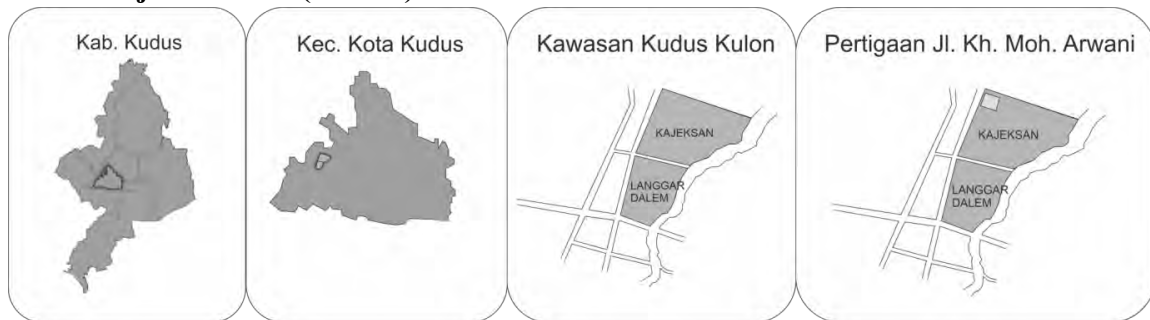 Kab. Kudus
Kec. Kota Kudus
Kawasan Kudus Kulon
KAJEKSAN
LANGGAR
DALEM
Pertigaan Jl. Kh. Moh. Arwani
KAJEKSAN
LANGGAR
DALEM